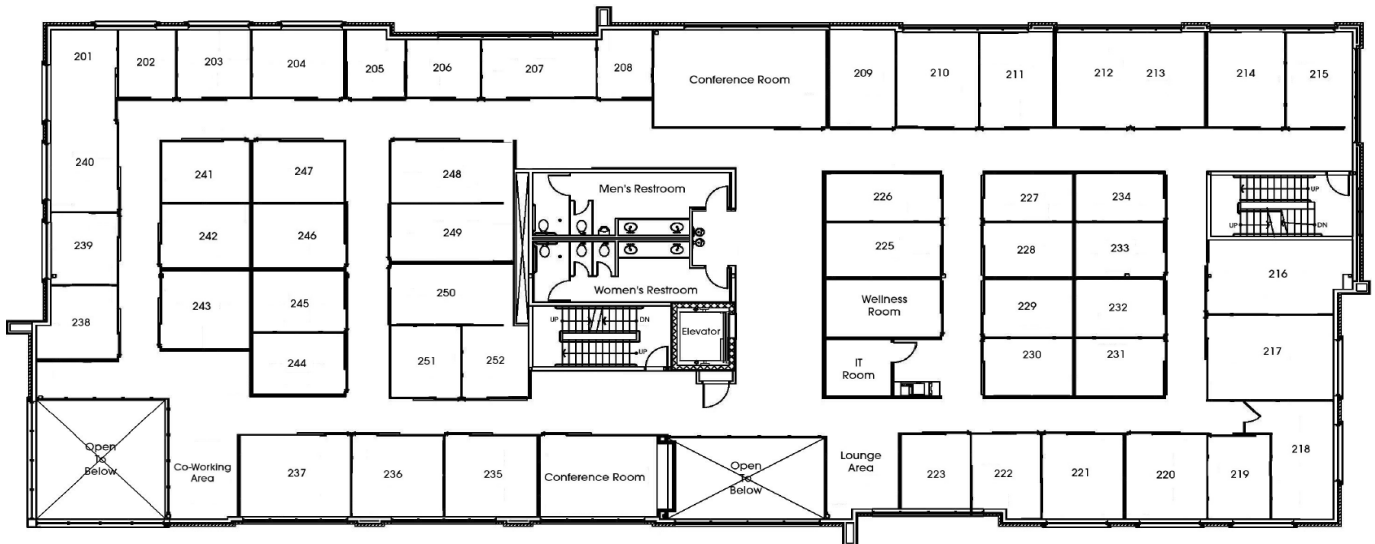 201
202
203
204
205
206
207
208
Conference Room
209
210
211
212
213
214
215
240
241
247
248
Men's Restroom
226
227
234
UP
UP
DN
239
242
246
249
225
228
233
216
Women's Restroom
238
243
245
250
UP
DN
UP
Elevator
Wellness
Room
229
232
217
244
251
252
IT
Room
230
231
Open
To
Below
Co-Working
Area
237
236
235
Conference Room
Open
To
Below
Lounge
Area
223
222
221
220
219
218